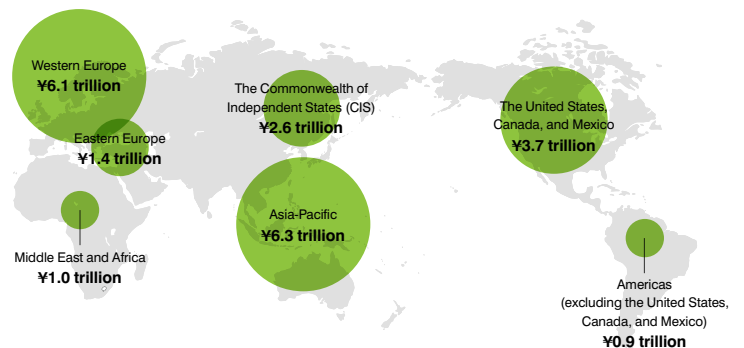 Western Europe
¥6.1 trillion
Eastern Europe
¥1.4 trillion
Middle East and Africa
¥1.0 trillion
The Commonwealth of
Independent States (CIS)
¥2.6 trillion
Asia-Pacific
¥6.3 trillion
The United States,
Canada, and Mexico
¥3.7 trillion
Americas
(excluding the United States,
Canada, and Mexico)
¥0.9 trillion